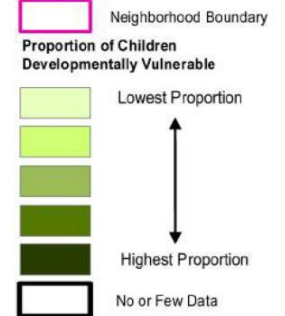 Neighborhood Boundary
Proportion of Children
Developmentally Vulnerable
Lowest Proportion
Highest Proportion
No or Few Data